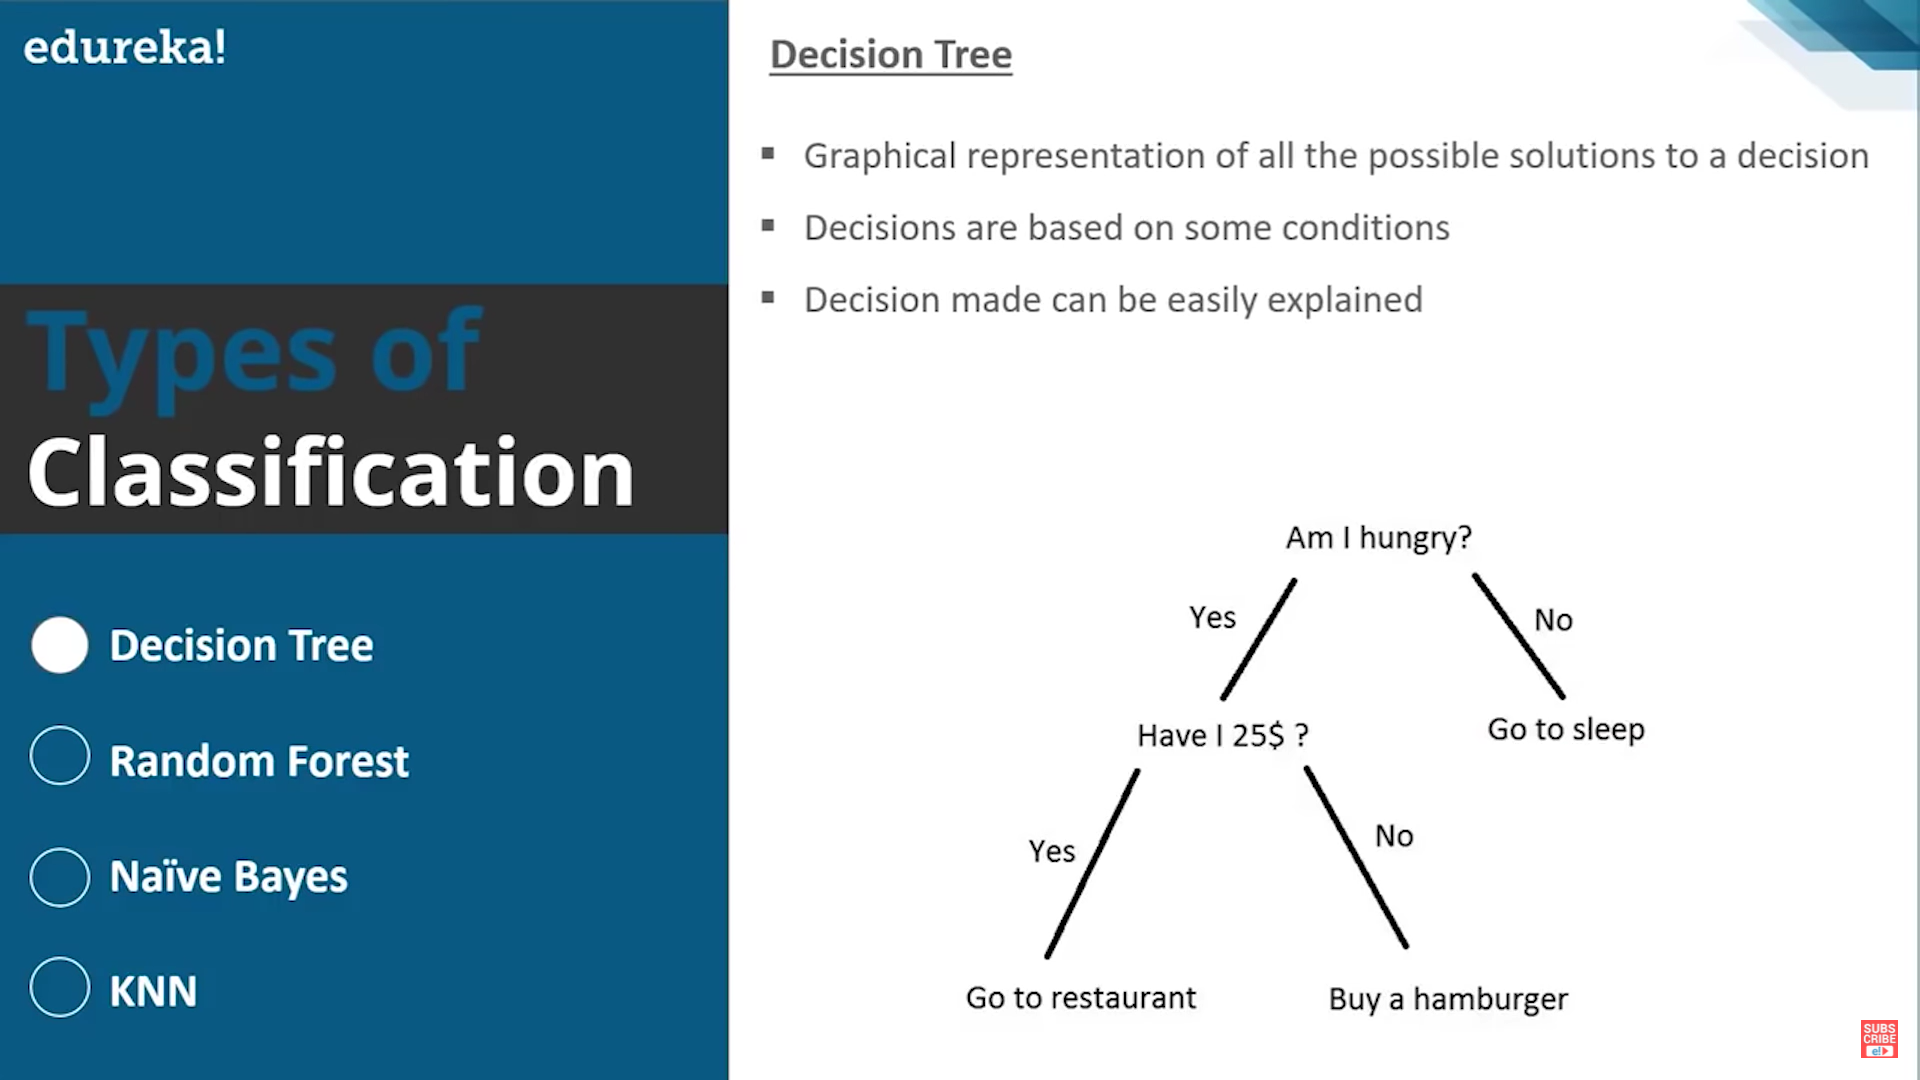 edureka!
Types of
Classification
Decision Tree
Random Forest
Naïve Bayes
KNN
Decision Tree
▪ Graphical representation of all the possible solutions to a decision
▪ Decisions are based on some conditions
▪ Decision made can be easily explained
Am I hungry?
Yes
No
Have I 25$ ?
Go to sleep
Yes
No
Go to restaurant
Buy a hamburger
SUBS
CRIBE
e!